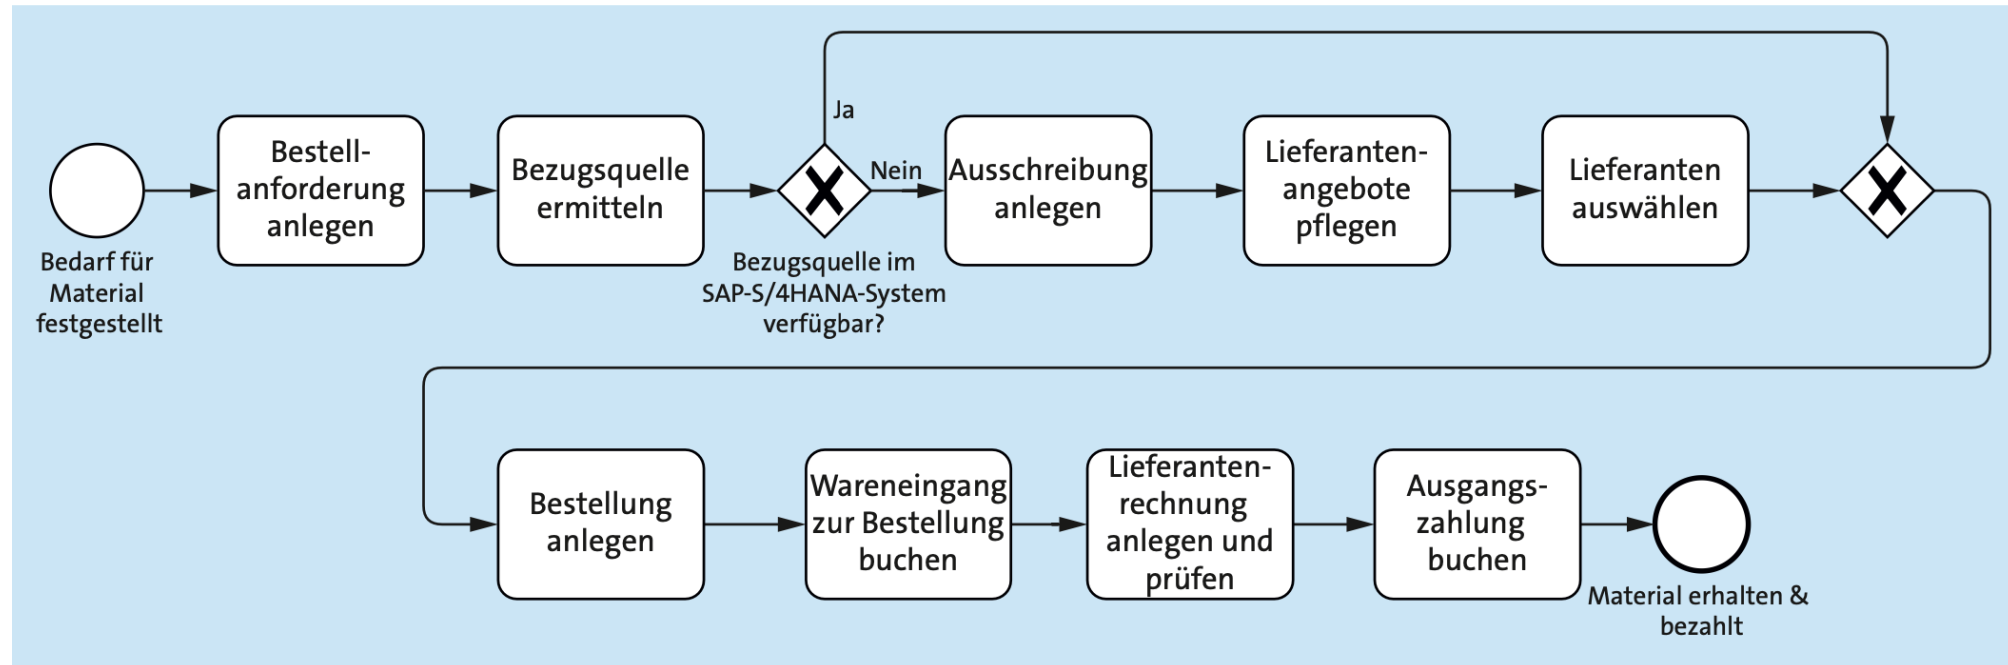 Bedarf für
Material
festgestellt
Bestell-
anforderung
anlegen
Bezugsquelle
ermitteln
Ja
Nein
Bezugsquelle im
SAP-S/4HANA-System
verfügbar?
Ausschreibung
anlegen
Lieferanten-
angebote
pflegen
Lieferanten
auswählen
Bestellung
anlegen
Wareneingang
zur Bestellung
buchen
Lieferanten-
rechnung
anlegen und
prüfen
Ausgangs-
zahlung
buchen
Material erhalten &
bezahlt